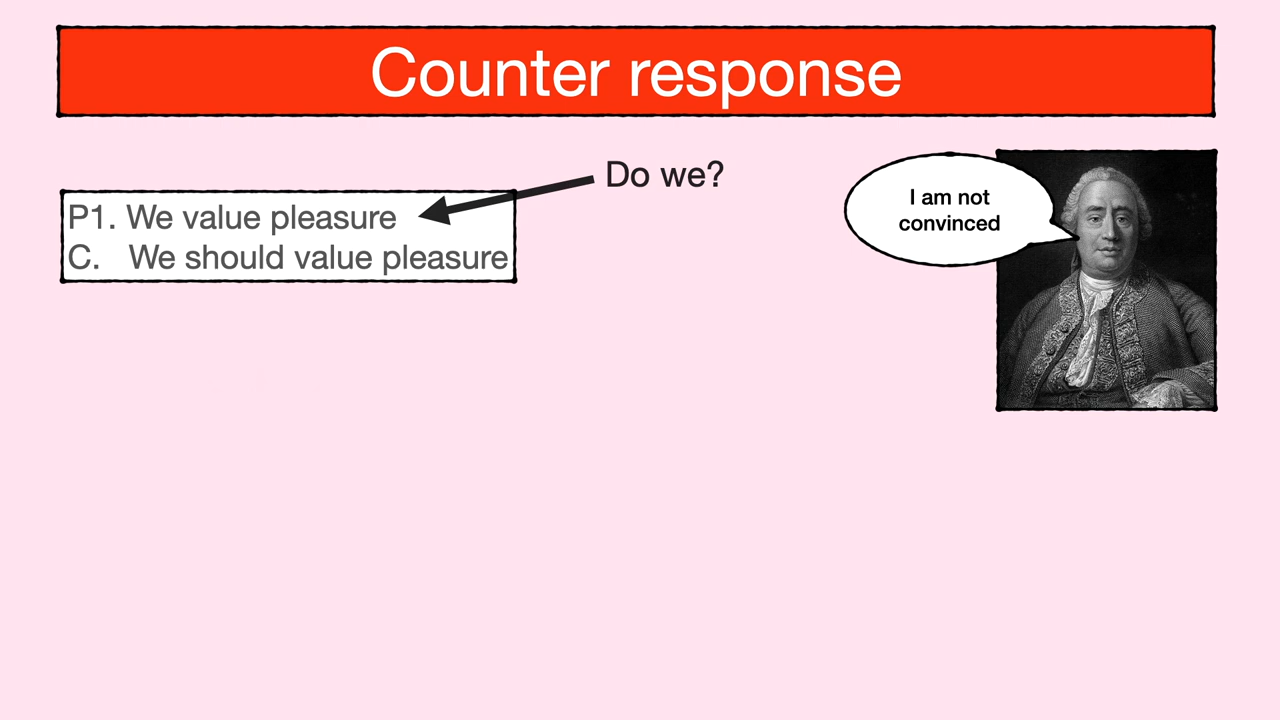 Counter response
Do we?
P1. We value pleasure
C. We should value pleasure
I am not
convinced